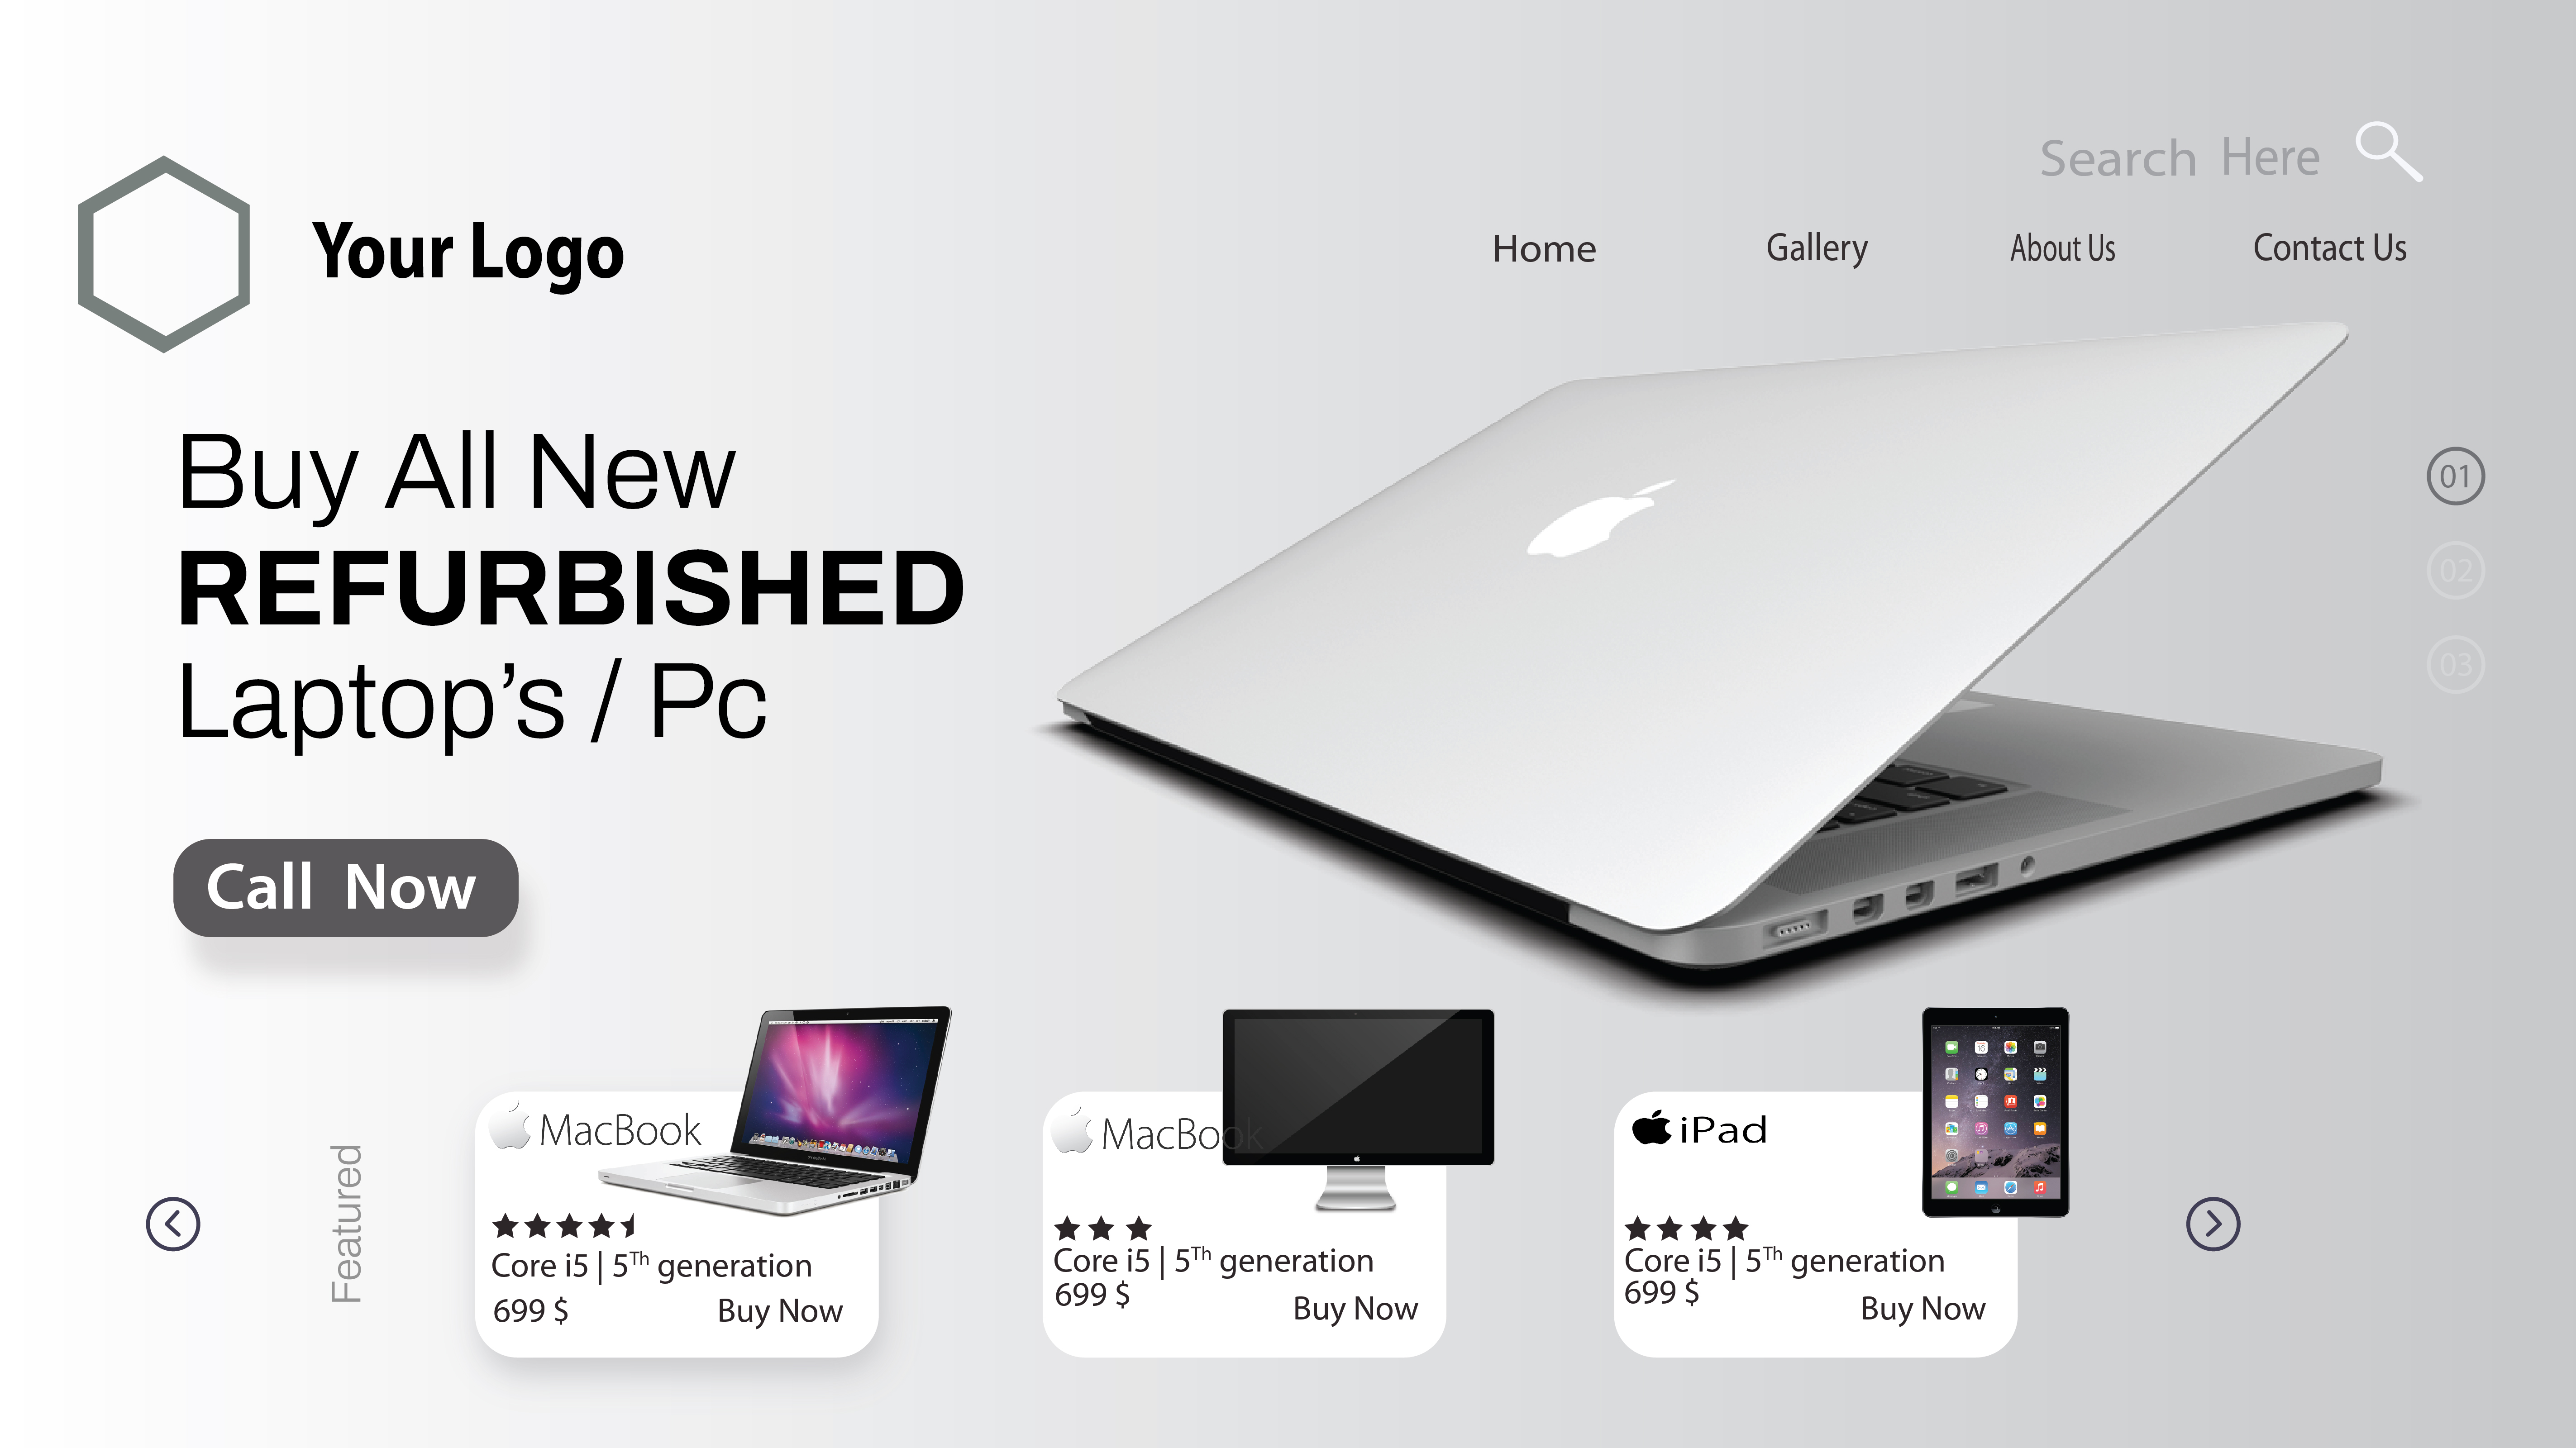 Search Here
Your Logo
Home
Gallery
About Us
Contact Us
Buy All New
REFURBISHED
Laptop’s / Pc
01
02
03
Call Now
Featured
MacBook
Core i5 | 5Th generation
699 $
Buy Now
MacBook
Core i5 | 5Th generation
699 $
Buy Now
iPad
Core i5 | 5Th generation
699 $
Buy Now